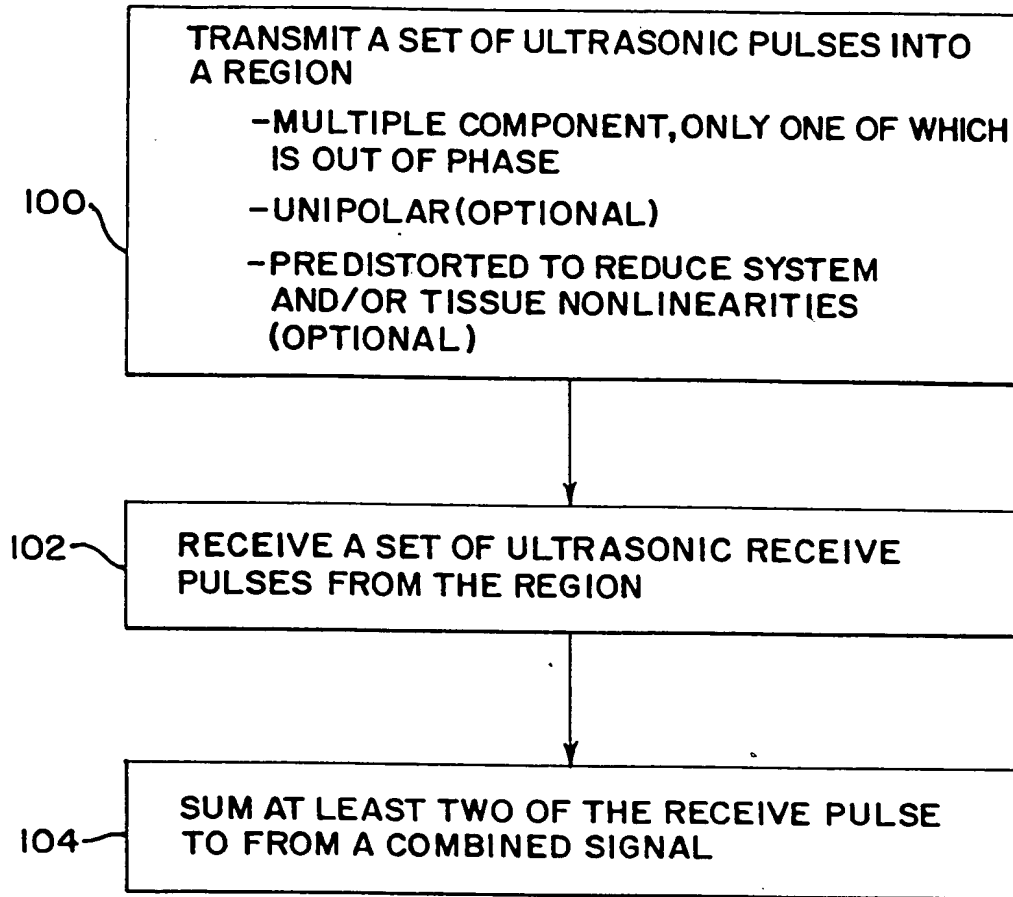 TRANSMIT A SET OF ULTRASONIC PULSES INTO
A REGION
-MULTIPLE COMPONENT, ONLY ONE OF WHICH
IS OUT OF PHASE
100
-UNIPOLAR (OPTIONAL)
-PREDISTORTED TO REDUCE SYSTEM
AND/OR TISSUE NONLINEARITIES
(OPTIONAL)
102
RECEIVE A SET OF ULTRASONIC RECEIVE
PULSES FROM THE REGION
104
SUM AT LEAST TWO OF THE RECEIVE PULSE
TO FROM A COMBINED SIGNAL